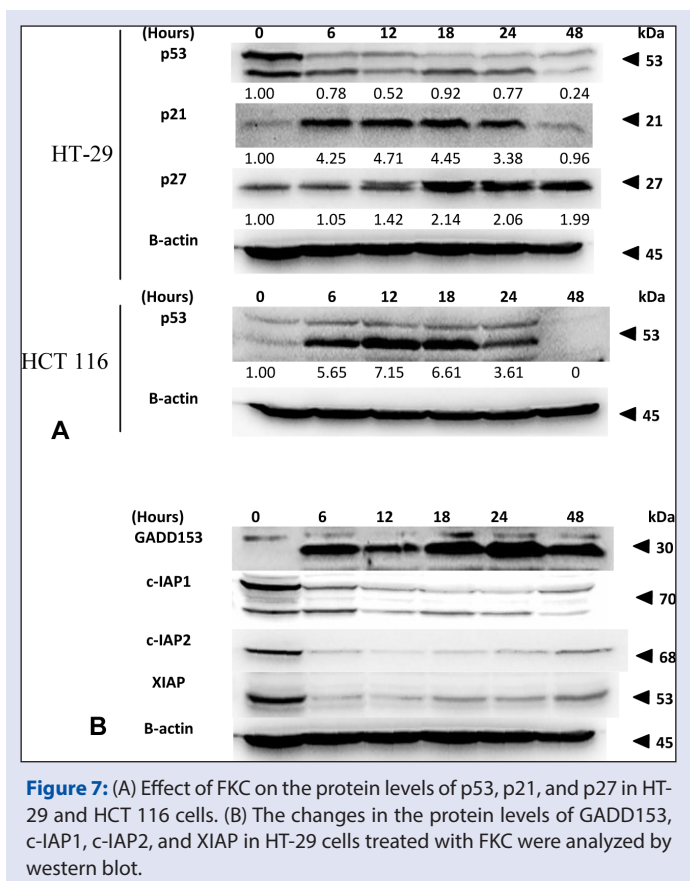 (Hours) 0 6 12 18 24 48 kDa
p53
53
1.00 0.78 0.52 0.92 0.77 0.24
p21
21
HT-29
1.00 4.25 4.71 4.45 3.38 0.96
p27
27
1.00 1.05 1.42 2.14 2.06 1.99
B-actin
45
(Hours) 0 6 12 18 24 48 kDa
p53
53
HCT 116
1.00 5.65 7.15 6.61 3.61 0
B-actin
45
A
(Hours) 0 6 12 18 24 48 kDa
GADD153
30
c-IAP1
70
c-IAP2
68
XIAP
53
B
B-actin
45
Figure 7: (A) Effect of FKC on the protein levels of p53, p21, and p27 in HT-
29 and HCT 116 cells. (B) The changes in the protein levels of GADD153,
c-IAP1, c-IAP2, and XIAP in HT-29 cells treated with FKC were analyzed by
western blot.